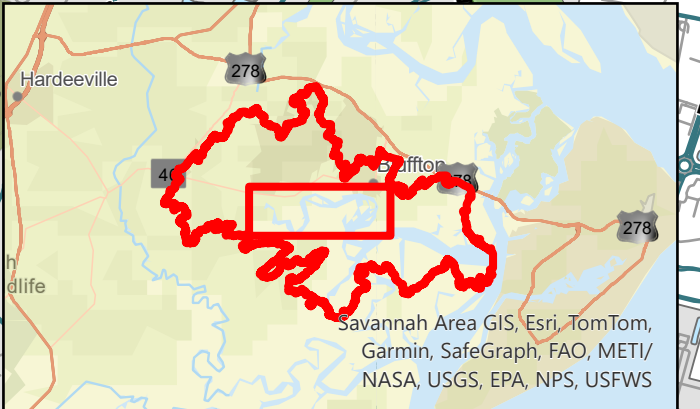 278
Hardeeville
Bluffton
278
278
h
dlife
Savannah Area GIS, Esri, TomTom,
Garmin, SafeGraph, FAO, METI/
NASA, USGS, EPA, NPS, USFWS